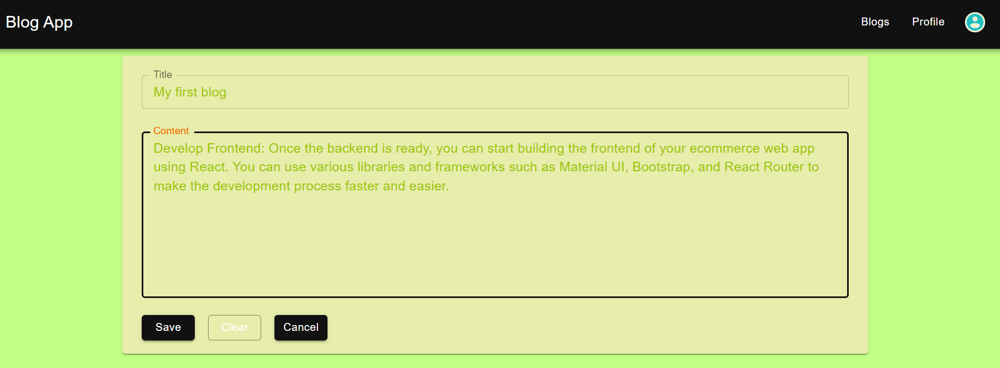 Blog App
Blogs
Profile
Title
My first blog
Content
Develop Frontend: Once the backend is ready, you can start building the frontend of your ecommerce web app
using React. You can use various libraries and frameworks such as Material UI, Bootstrap, and React Router to
make the development process faster and easier.
Save
Clear
Cancel